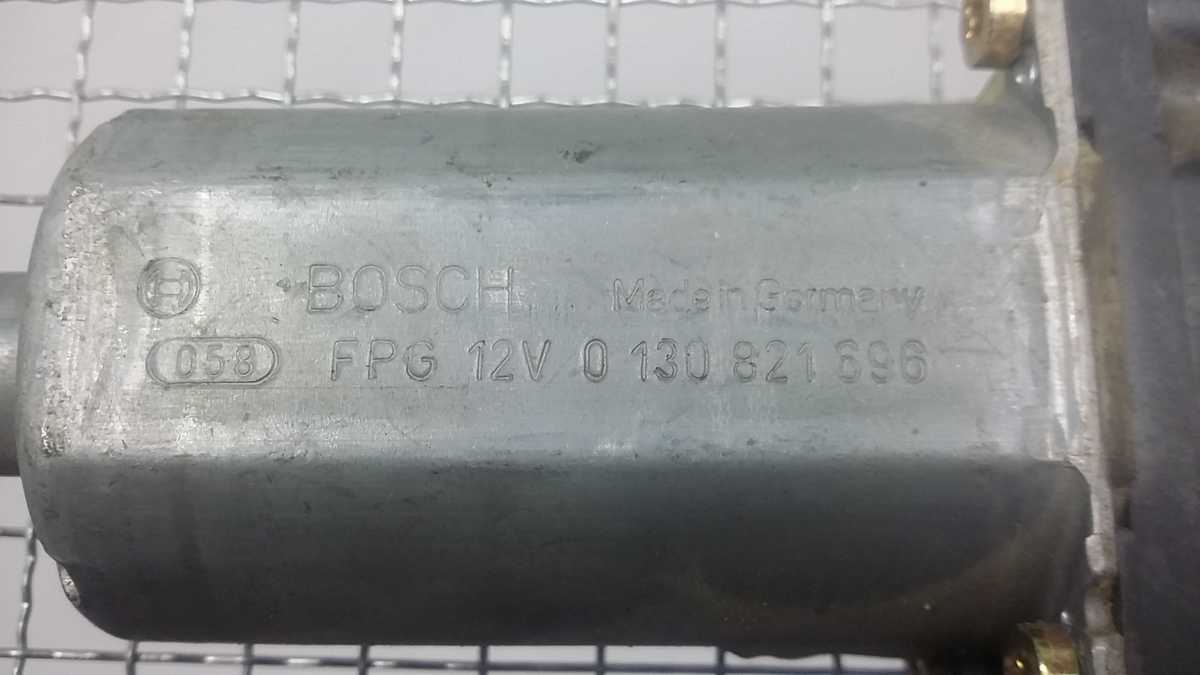 BOSCH Made in Germany
058 FPG 12V 0 130 821 696